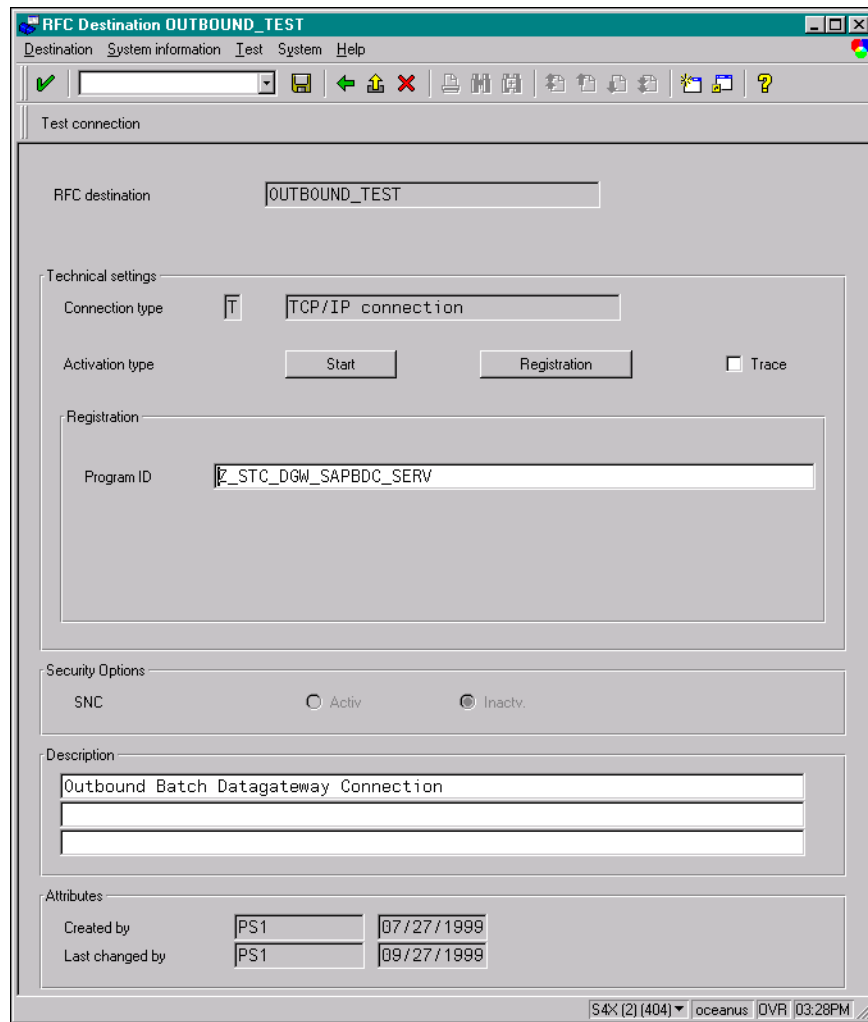 RFC Destination OUTBOUND_TEST
Destination System information Test System Help
Test connection
RFC destination OUTBOUND_TEST
Technical settings
Connection type T TCP/IP connection
Activation type Start Registration Trace
Registration
Program ID Z_STC_DGW_SAPBDC_SERV
Security Options
SNC Activ Inactv.
Description
Outbound Batch Datagateway Connection
Attributes
Created by PS1 07/27/1999
Last changed by PS1 09/27/1999
S4X (2) (404) oceanus OVR 03:28PM